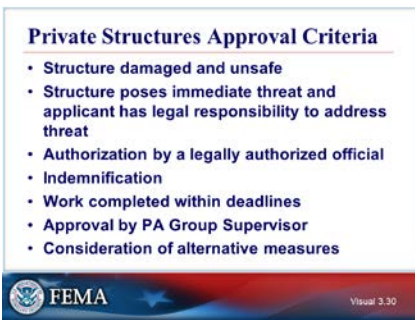 Private Structures Approval Criteria
• Structure damaged and unsafe
• Structure poses immediate threat and
applicant has legal responsibility to address
threat
• Authorization by a legally authorized official
• Indemnification
• Work completed within deadlines
• Approval by PA Group Supervisor
• Consideration of alternative measures
FEMA
Visual 3.30